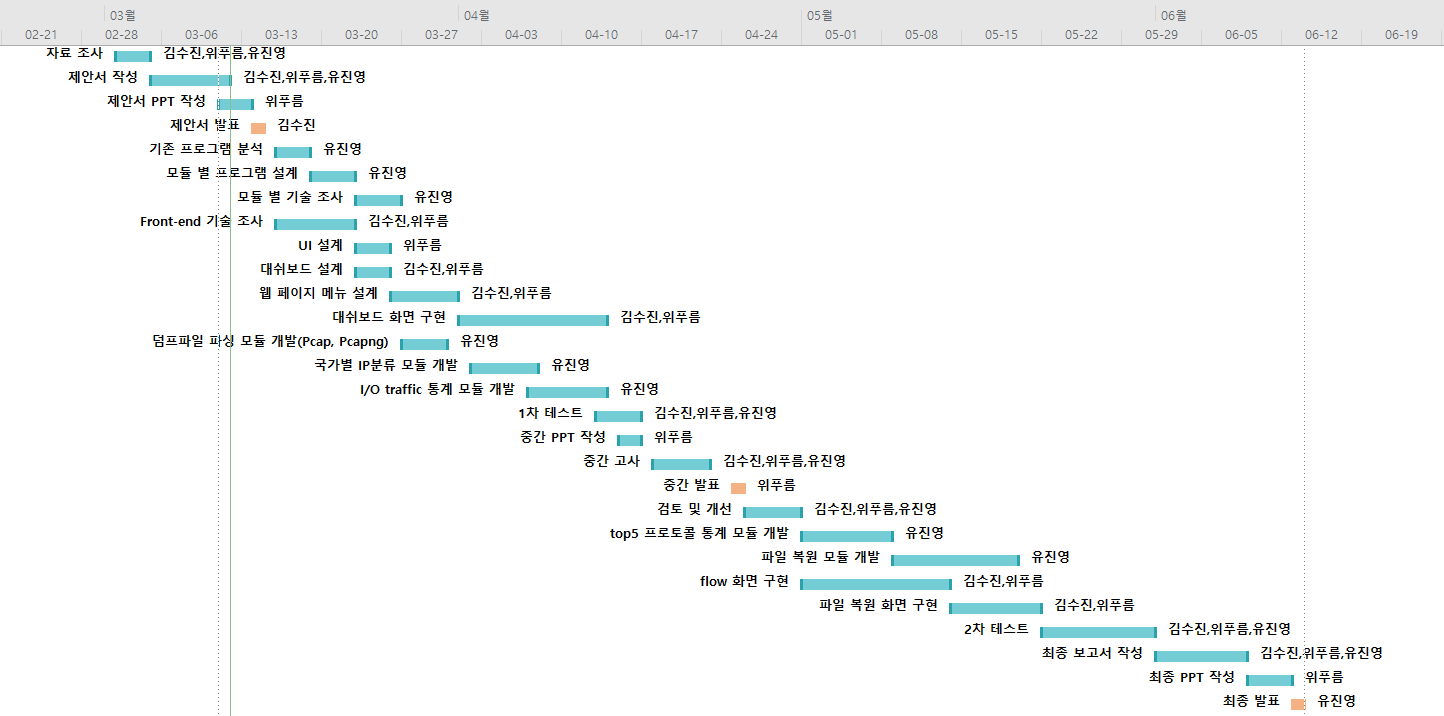 03월 04월 05월 06월
02-21 02-28 03-06 03-13 03-20 03-27 04-03 04-10 04-17 04-24 05-01 05-08 05-15 05-22 05-29 06-05 06-12 06-19
자료 조사 김수진,위푸름,유진영
제안서 작성 김수진,위푸름,유진영
제안서 PPT 작성 위푸름
제안서 발표 김수진
기존 프로그램 분석 유진영
모듈 별 프로그램 설계 유진영
모듈 별 기술 조사 유진영
Front-end 기술 조사 김수진,위푸름
UI 설계 위푸름
대쉬보드 설계 김수진,위푸름
웹 페이지 메뉴 설계 김수진,위푸름
대쉬보드 화면 구현 김수진,위푸름
덤프파일 파싱 모듈 개발(Pcap, Pcapng) 유진영
국가별 IP분류 모듈 개발 유진영
I/O traffic 통계 모듈 개발 유진영
1차 테스트 김수진,위푸름,유진영
중간 PPT 작성 위푸름
중간 고사 김수진,위푸름,유진영
중간 발표 위푸름
검토 및 개선 김수진,위푸름,유진영
top5 프로토콜 통계 모듈 개발 유진영
파일 복원 모듈 개발 유진영
flow 화면 구현 김수진,위푸름
파일 복원 화면 구현 김수진,위푸름
2차 테스트 김수진,위푸름,유진영
최종 보고서 작성 김수진,위푸름,유진영
최종 PPT 작성 위푸름
최종 발표 유진영